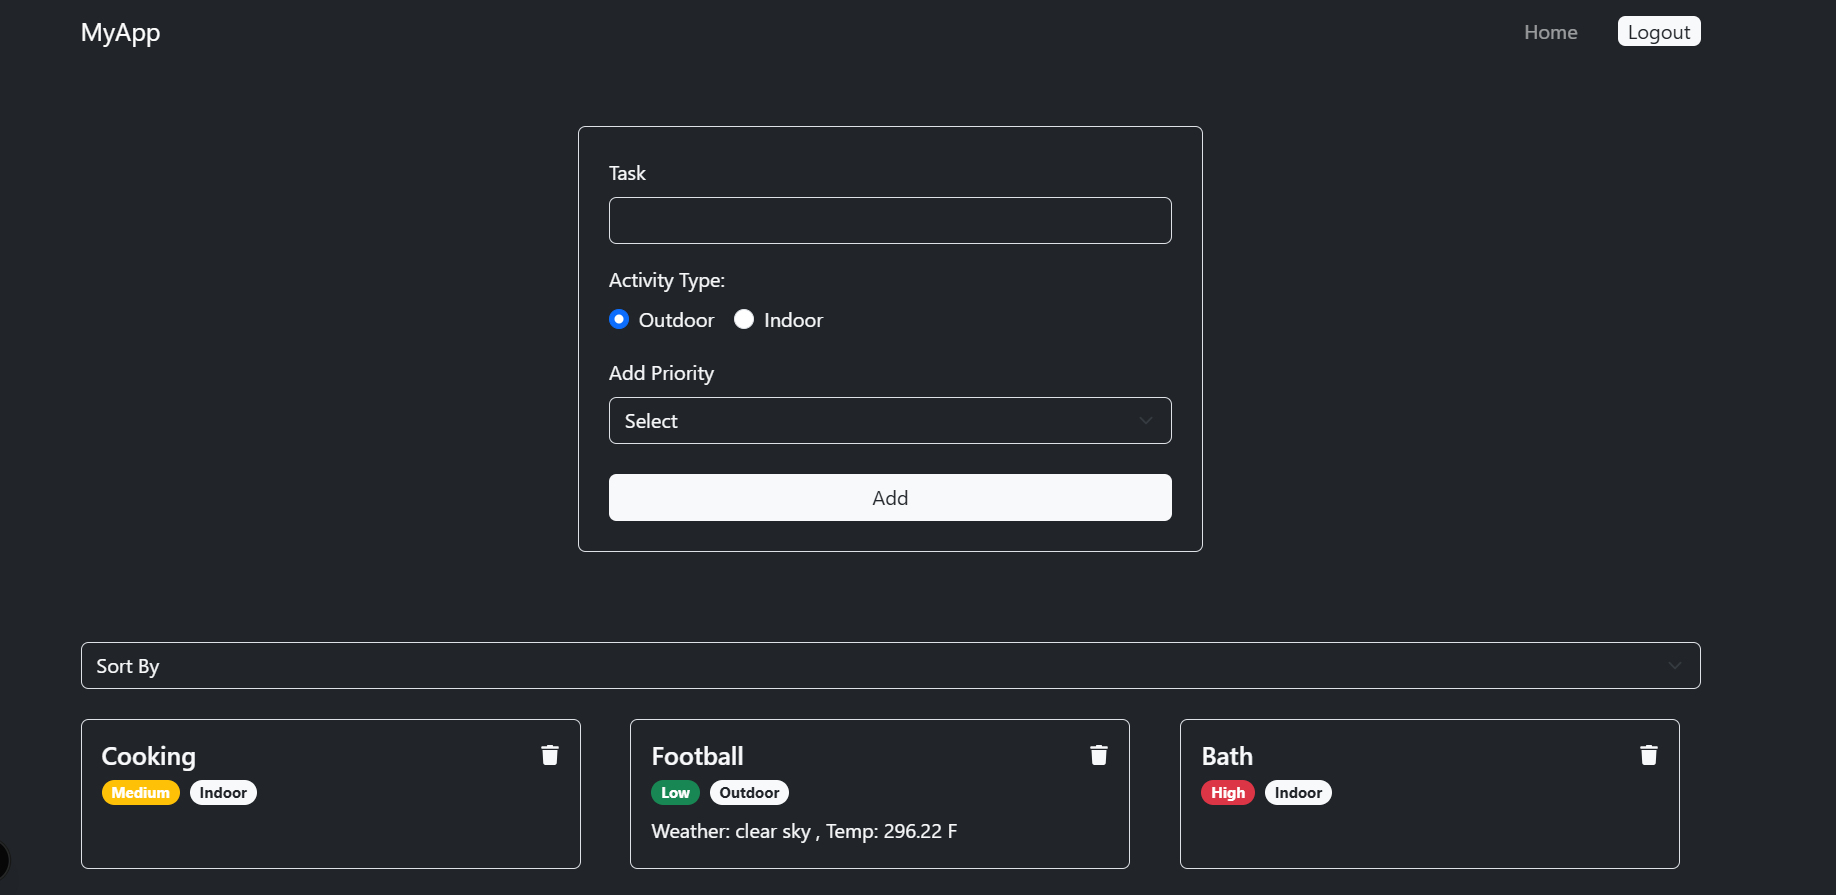 MyApp Home Logout
Task
Activity Type:
Outdoor Indoor
Add Priority
Select
Add
Sort By
Cooking
Medium Indoor
Football
Low Outdoor
Weather: clear sky , Temp: 296.22 F
Bath
High Indoor